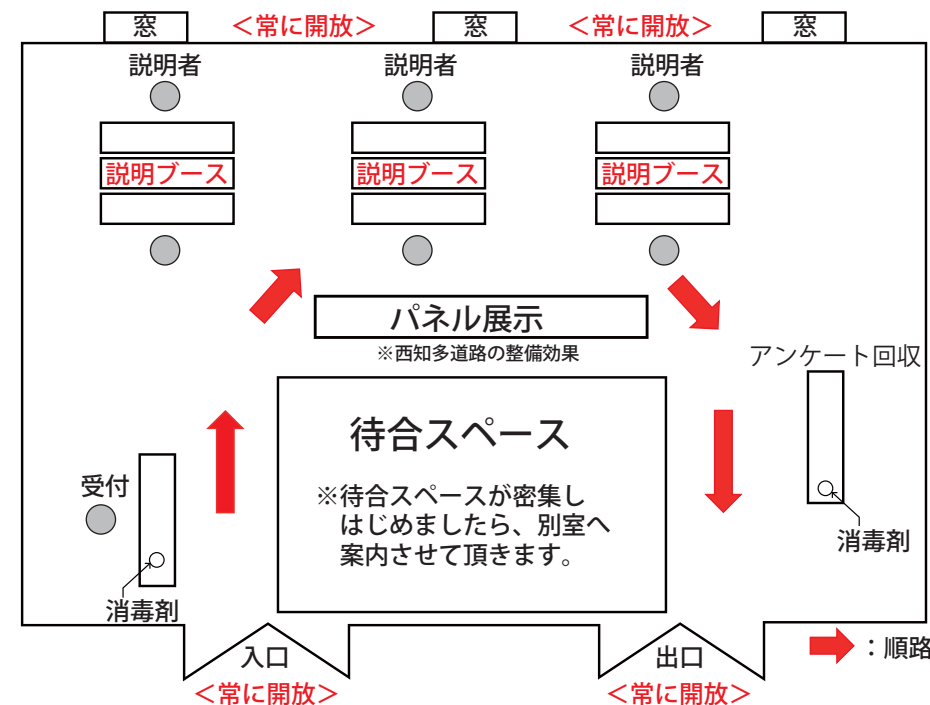 窓
＜常に開放＞
窓
＜常に開放＞
窓
説明者
説明者
説明者
説明ブース
説明ブース
説明ブース
パネル展示
※西知多道路の整備効果
アンケート回収
待合スペース
※待合スペースが密集し
はじめましたら、別室へ
案内させて頂きます。
受付
消毒剤
消毒剤
入口
＜常に開放＞
出口
＜常に開放＞
：順路